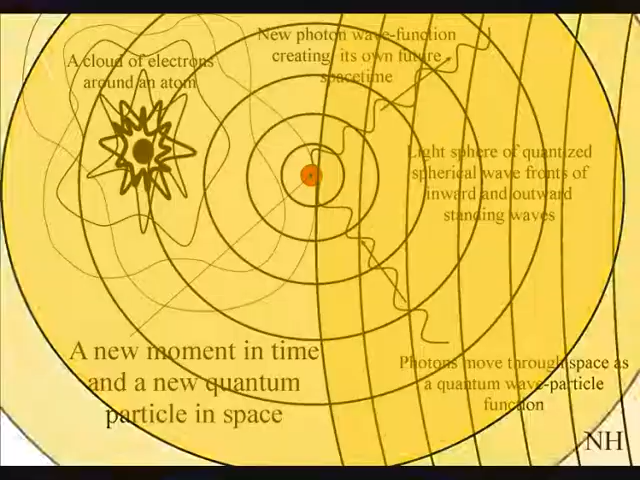 New photon wave-function
creating, its own future
spacetime
A cloud of electrons
around an atom
Light sphere of quantized
spherical wave fronts of
inward and outward
standing waves
A new moment in time
and a new quantum
particle in space
Photons move through space as
a quantum wave-particle
function
NH